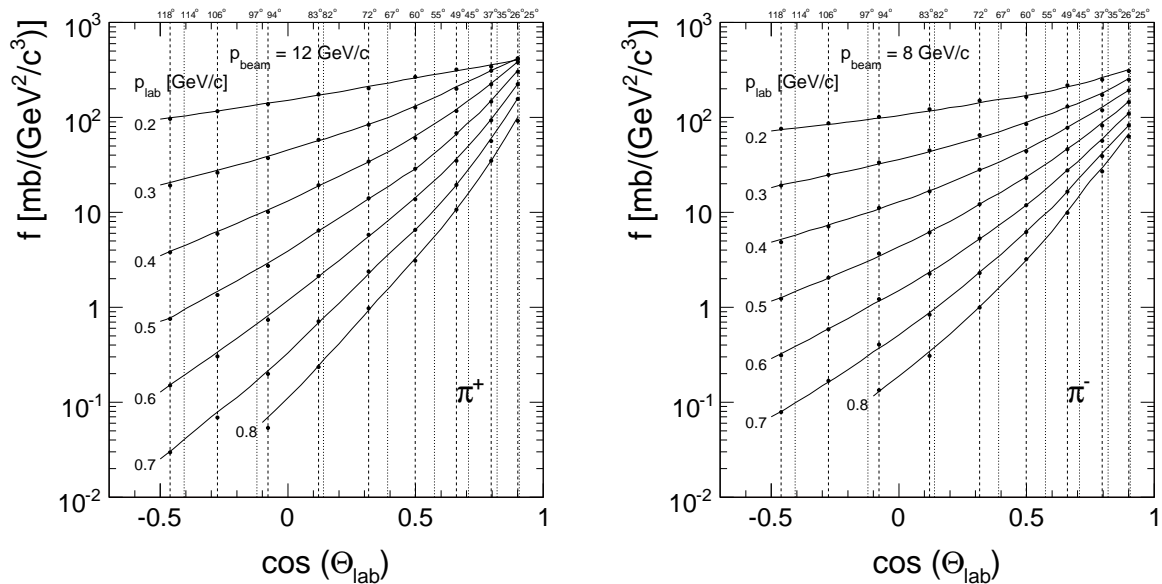 118° 114° 106° 97° 94° 83° 82° 72° 67° 60° 55° 49° 45° 37° 35° 26° 25°
10³
p_beam = 12 GeV/c
p_lab [GeV/c]
0.2
10²
0.3
10
0.4
1
0.5
0.6
10⁻¹
π⁺
0.8
0.7
10⁻²
-0.5 0 0.5 1
f [mb/(GeV²/c³)]
cos (Θ_lab)
118° 114° 106° 97° 94° 83° 82° 72° 67° 60° 55° 49° 45° 37° 35° 26° 25°
10³
p_beam = 8 GeV/c
p_lab [GeV/c]
0.2
10²
0.3
10
0.4
0.5
1
0.6
10⁻¹
π⁻
0.8
0.7
10⁻²
-0.5 0 0.5 1
f [mb/(GeV²/c³)]
cos (Θ_lab)